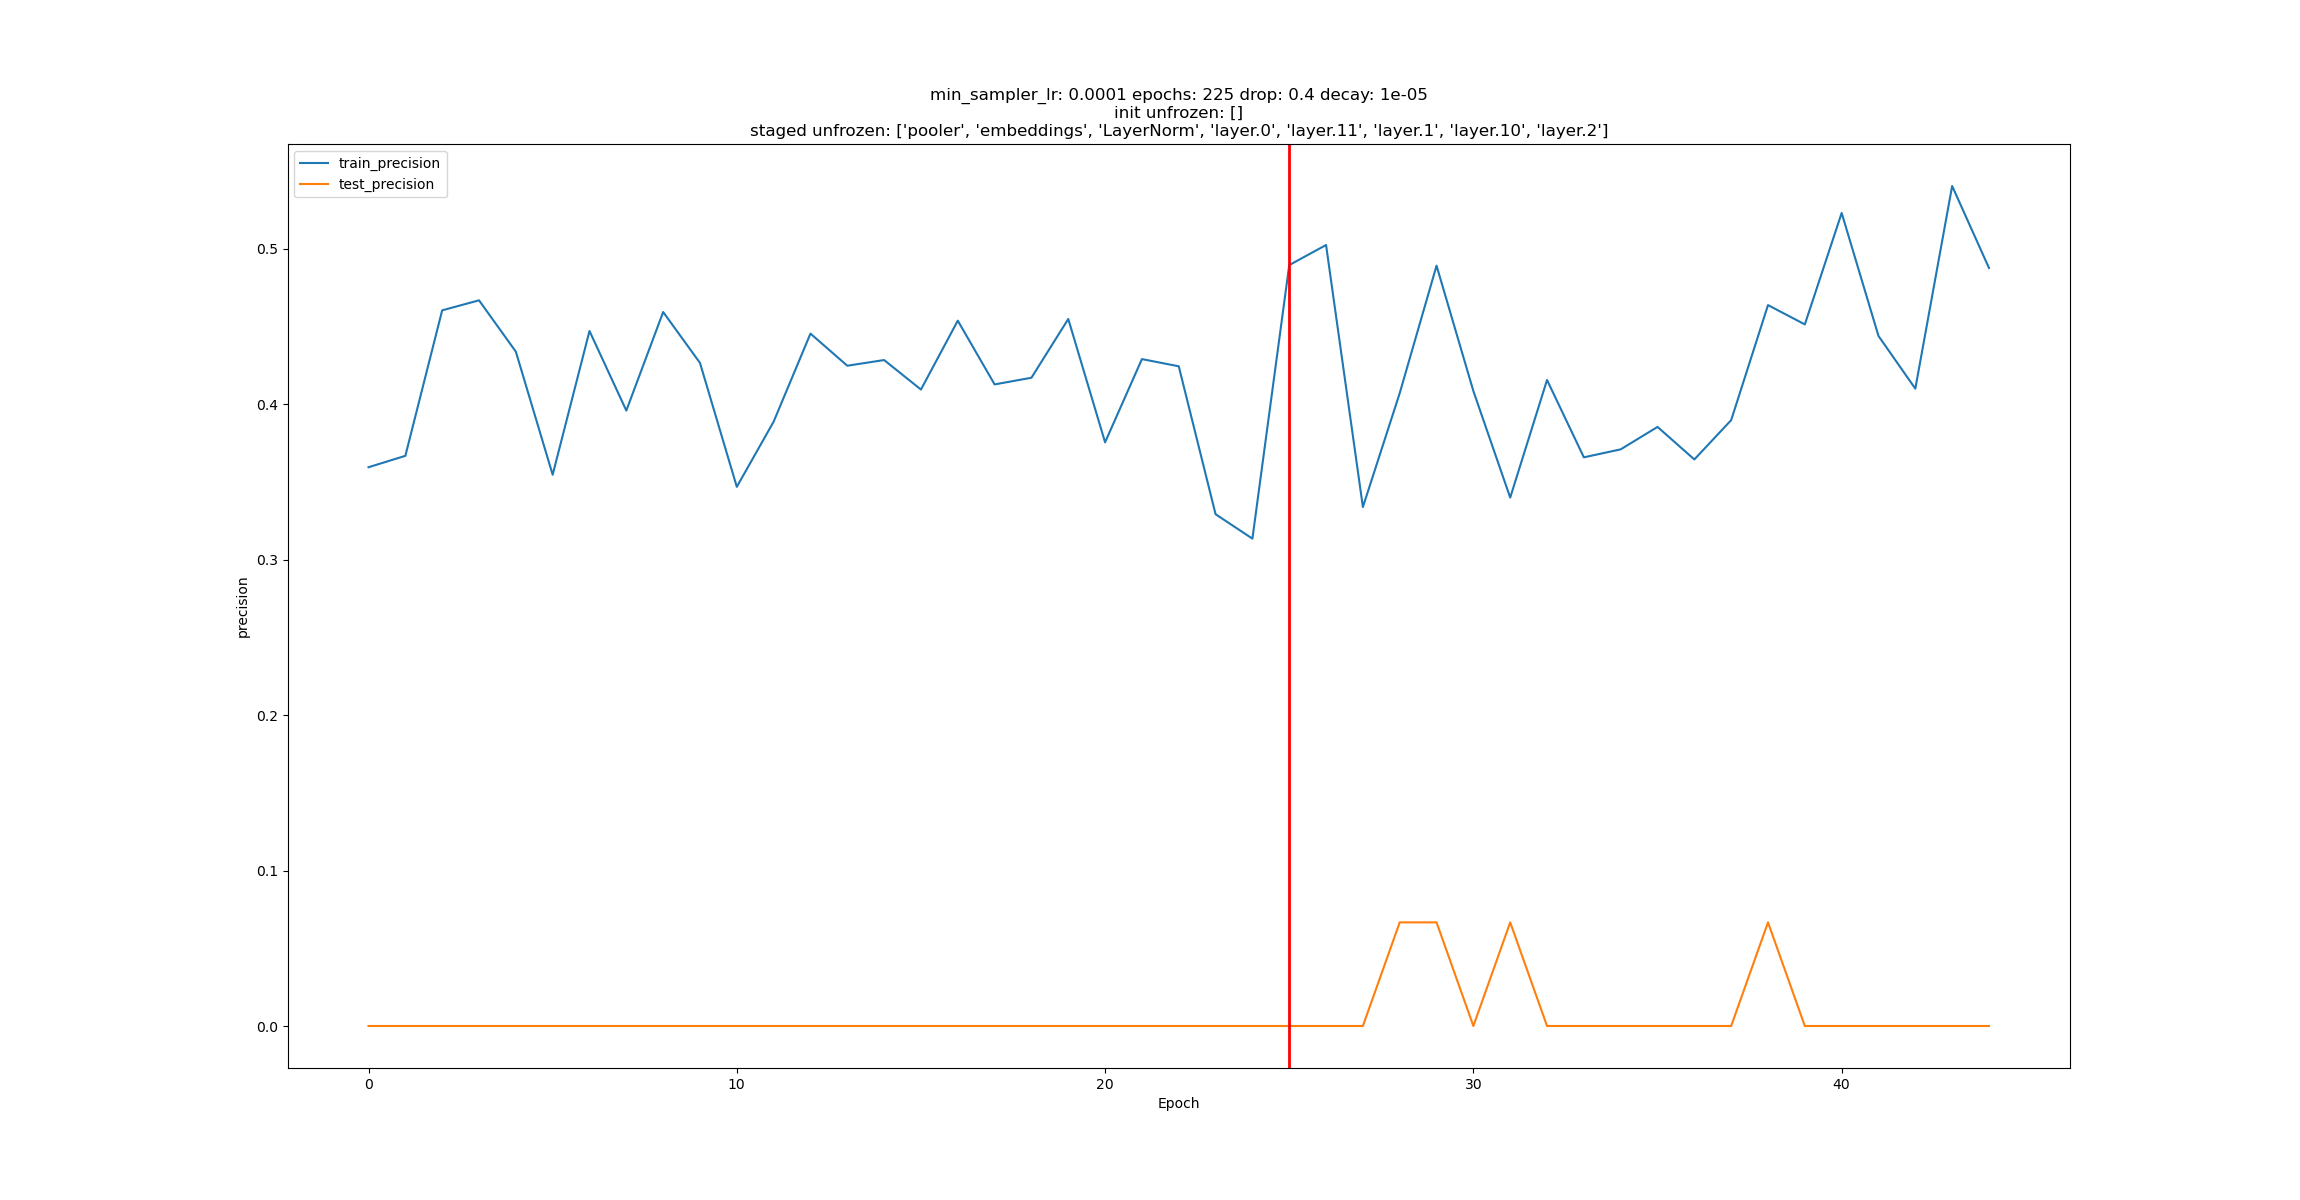 min_sampler_lr: 0.0001 epochs: 225 drop: 0.4 decay: 1e-05
init unfrozen: []
staged unfrozen: ['pooler', 'embeddings', 'LayerNorm', 'layer.0', 'layer.11', 'layer.1', 'layer.10', 'layer.2']
train_precision
test_precision
0.5
0.4
0.3
0.2
0.1
0.0
precision
0 10 20 30 40
Epoch